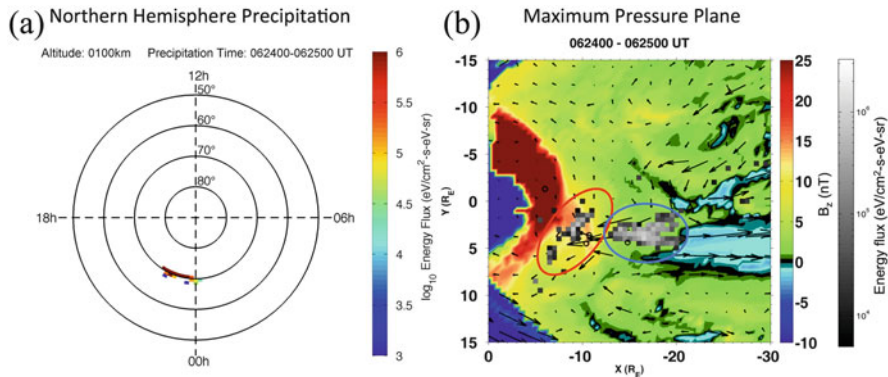 (a) Northern Hemisphere Precipitation
Altitude: 0100km Precipitation Time: 062400-062500 UT
12h
50°
60°
70°
80°
18h
06h
00h
6
5.5
5
4.5
4
3.5
3
log10 Energy Flux (eV/cm²-s-eV-sr)
(b) Maximum Pressure Plane
062400 - 062500 UT
-15
-10
-5
0
5
10
15
Y (RE)
0
-10
-20
-30
X (RE)
25
20
15
10
5
0
-5
-10
Bz (nT)
Energy flux (eV/cm²-s-eV-sr)